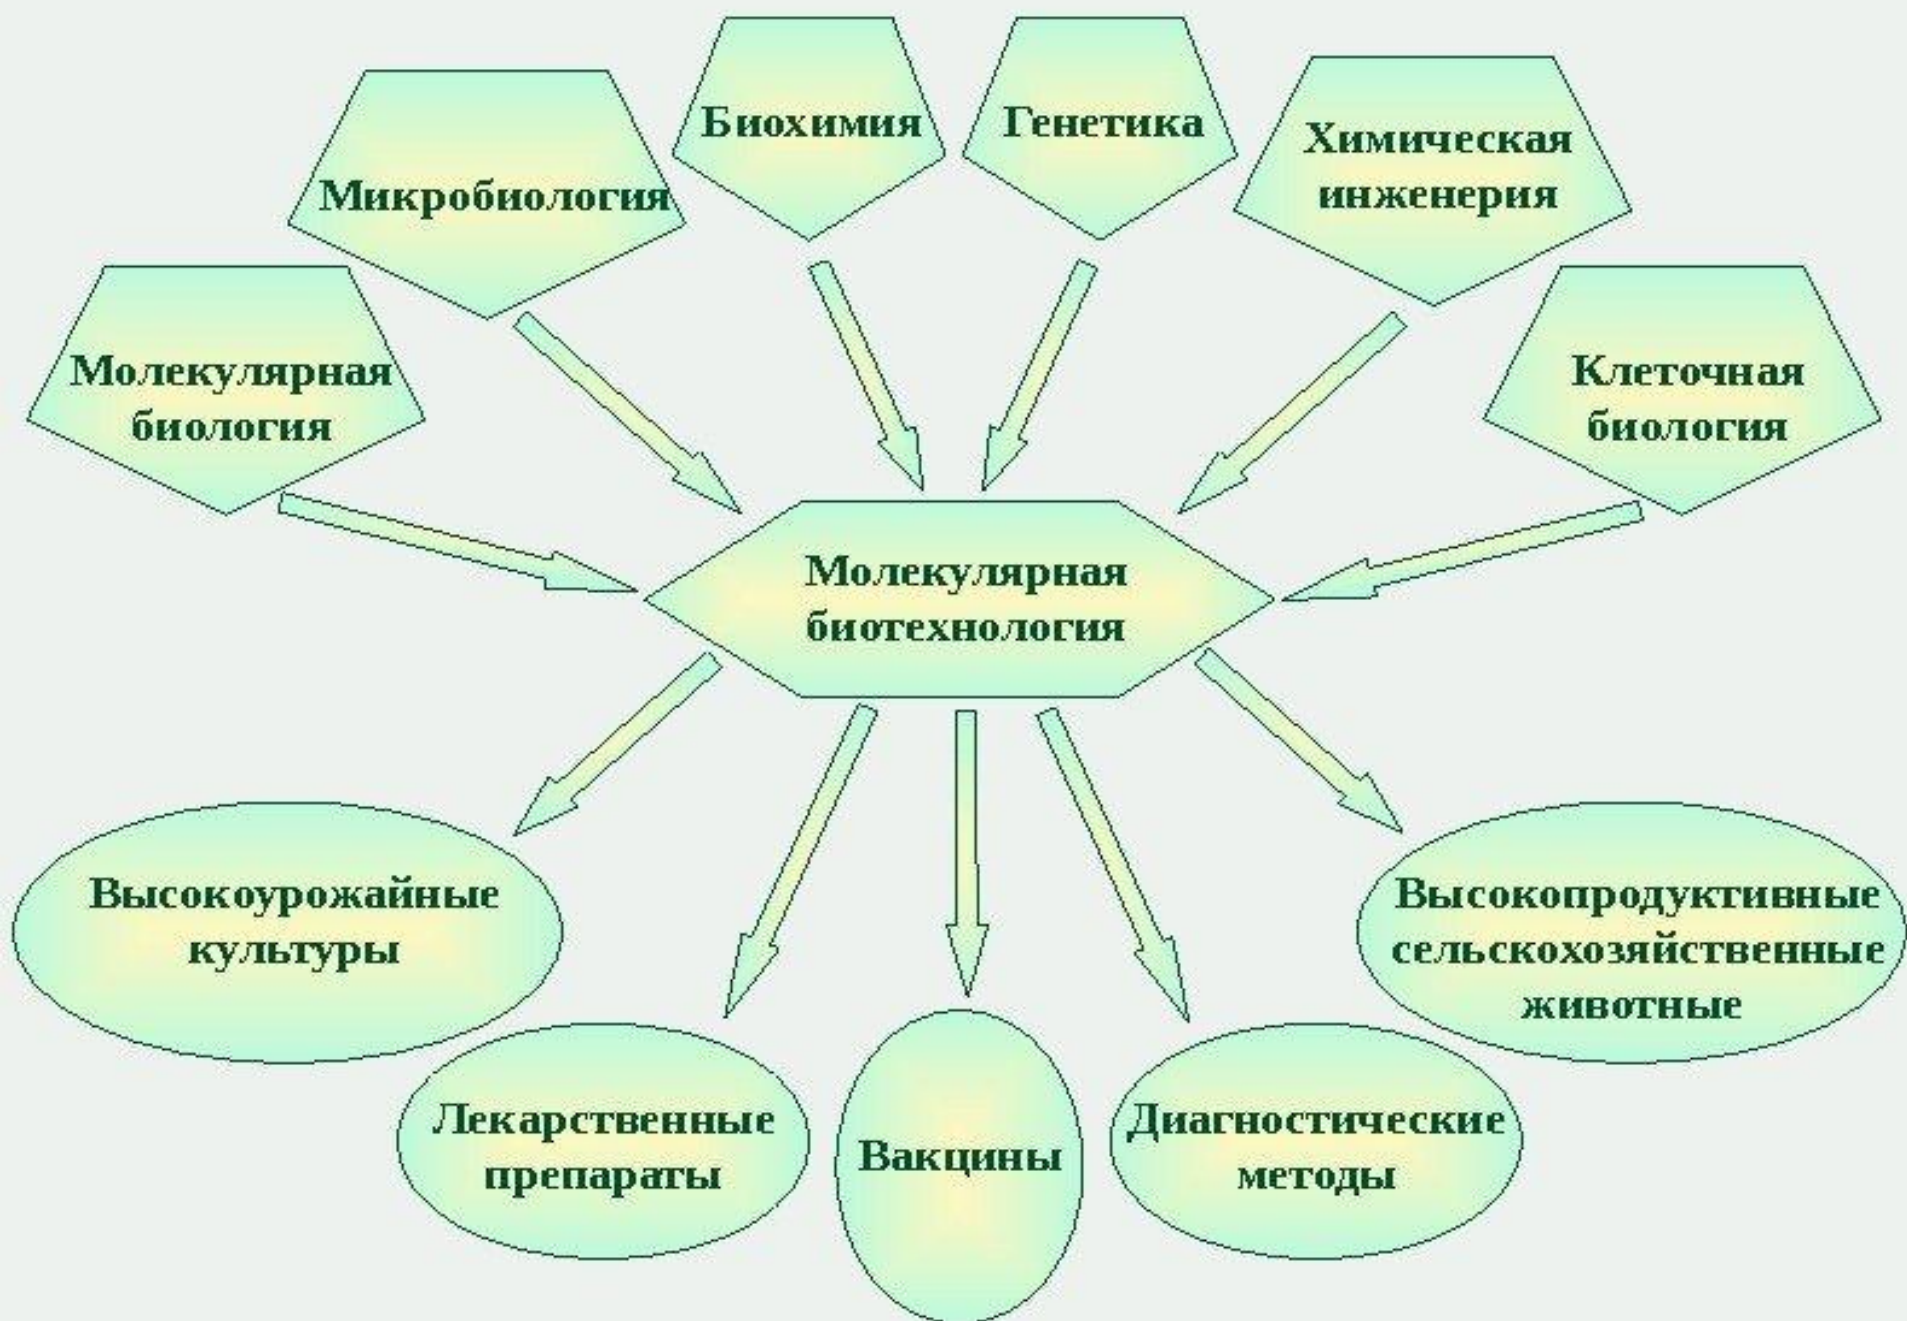 Биохимия
Генетика
Химическая
инженерия
Микробиология
Молекулярная
биология
Клеточная
биология
Молекулярная
биотехнология
Высокоурожайные
культуры
Высокопродуктивные
сельскохозяйственные
животные
Лекарственные
препараты
Вакцины
Диагностические
методы